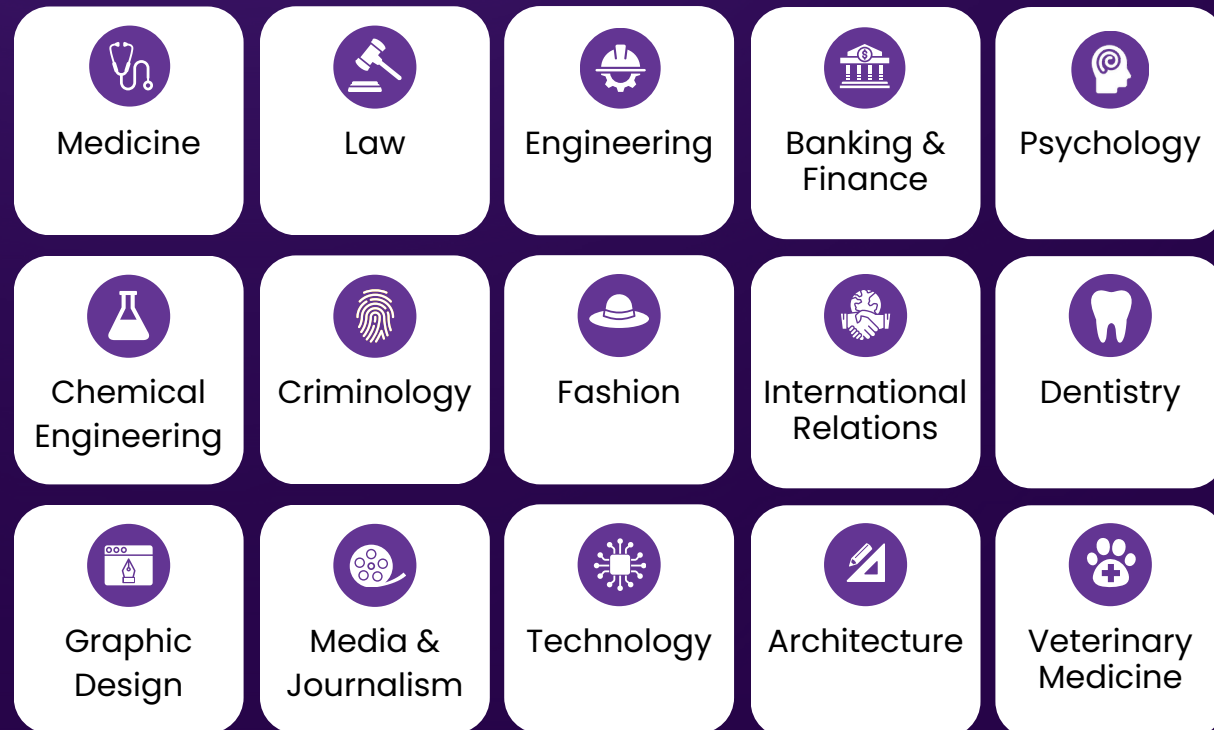 Medicine
Law
Engineering
Banking &
Finance
Psychology
Chemical
Engineering
Criminology
Fashion
International
Relations
Dentistry
Graphic
Design
Media &
Journalism
Technology
Architecture
Veterinary
Medicine